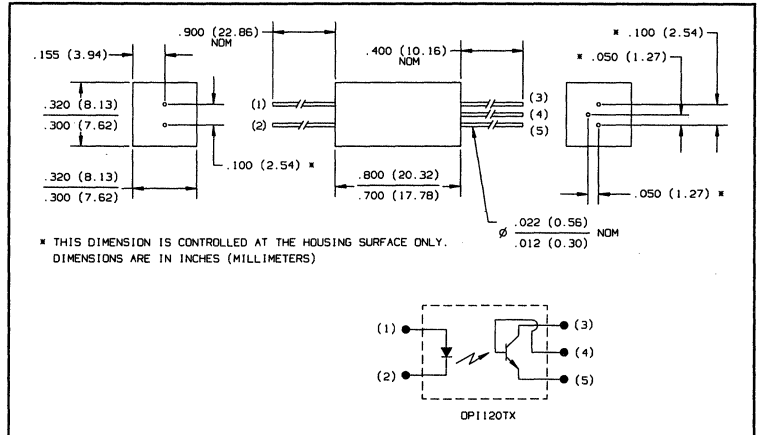 .900 (22.86)
NOM
.155 (3.94)
.400 (10.16)
NOM
* .100 (2.54)
* .050 (1.27)
.320 (8.13)
.300 (7.62)
(1)
(2)
(3)
(4)
(5)
.100 (2.54) *
.320 (8.13)
.300 (7.62)
.800 (20.32)
.700 (17.78)
.050 (1.27) *
Ø .022 (0.56) NOM
.012 (0.30)
* THIS DIMENSION IS CONTROLLED AT THE HOUSING SURFACE ONLY.
DIMENSIONS ARE IN INCHES (MILLIMETERS)
(1)
(2)
(3)
(4)
(5)
OPI120TX